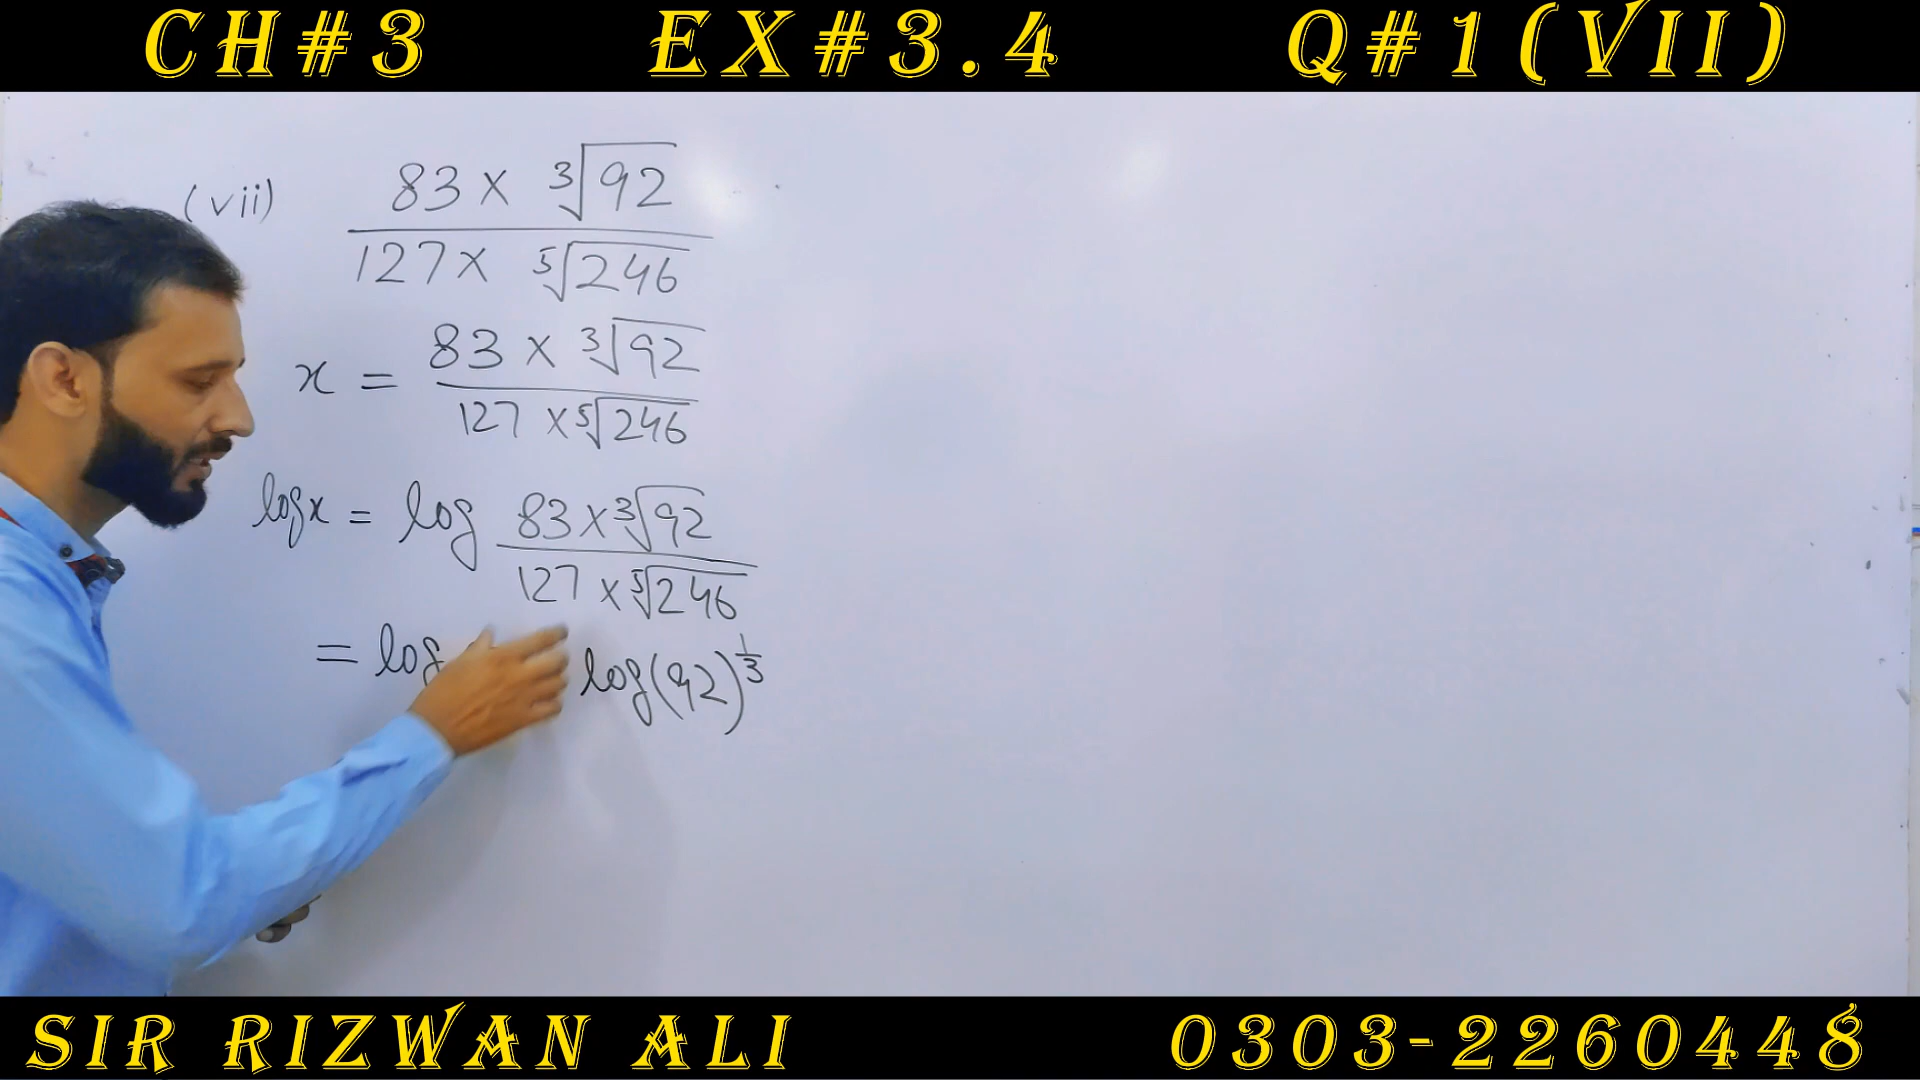 CH#3 EX#3.4 Q#1(VII)
(vii) 83 × ∛92
127 × ⁵√246
x = 83 × ∛92
127 × ⁵√246
log x = log 83 × ∛92
127 × ⁵√246
= log log(92)^1/3
SIR RIZWAN ALI 0303-2260448